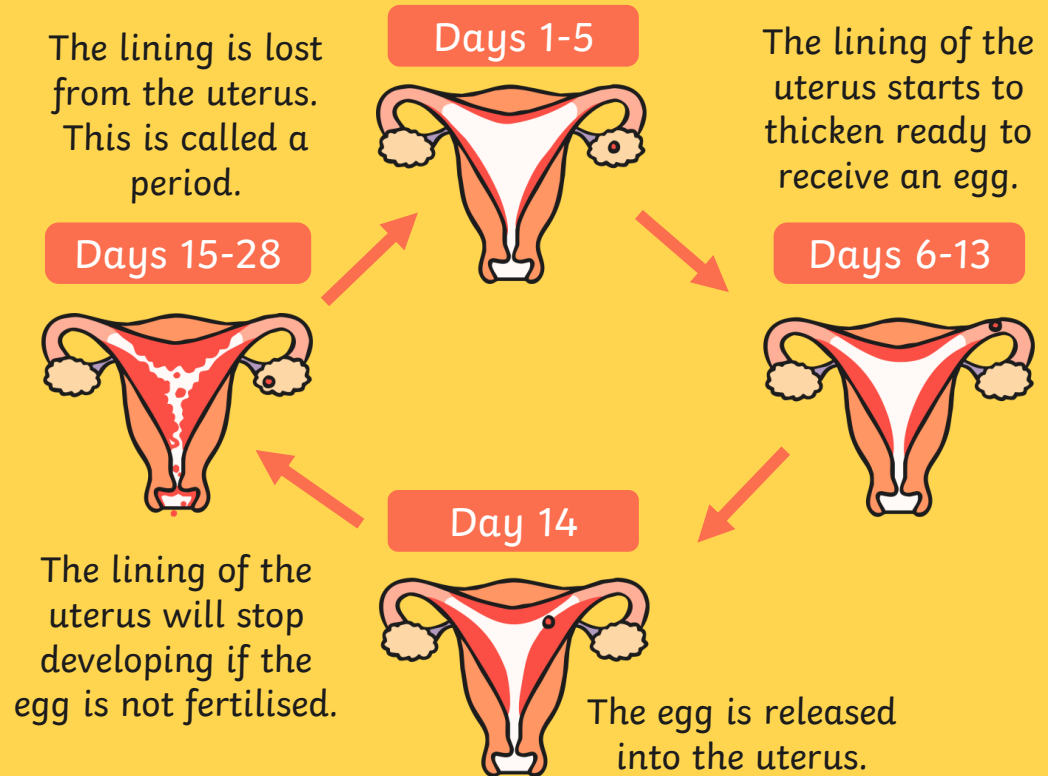 Days 1-5
The lining is lost
from the uterus.
This is called a
period.
The lining of the
uterus starts to
thicken ready to
receive an egg.
Days 6-13
Day 14
The egg is released
into the uterus.
Days 15-28
The lining of the
uterus will stop
developing if the
egg is not fertilised.